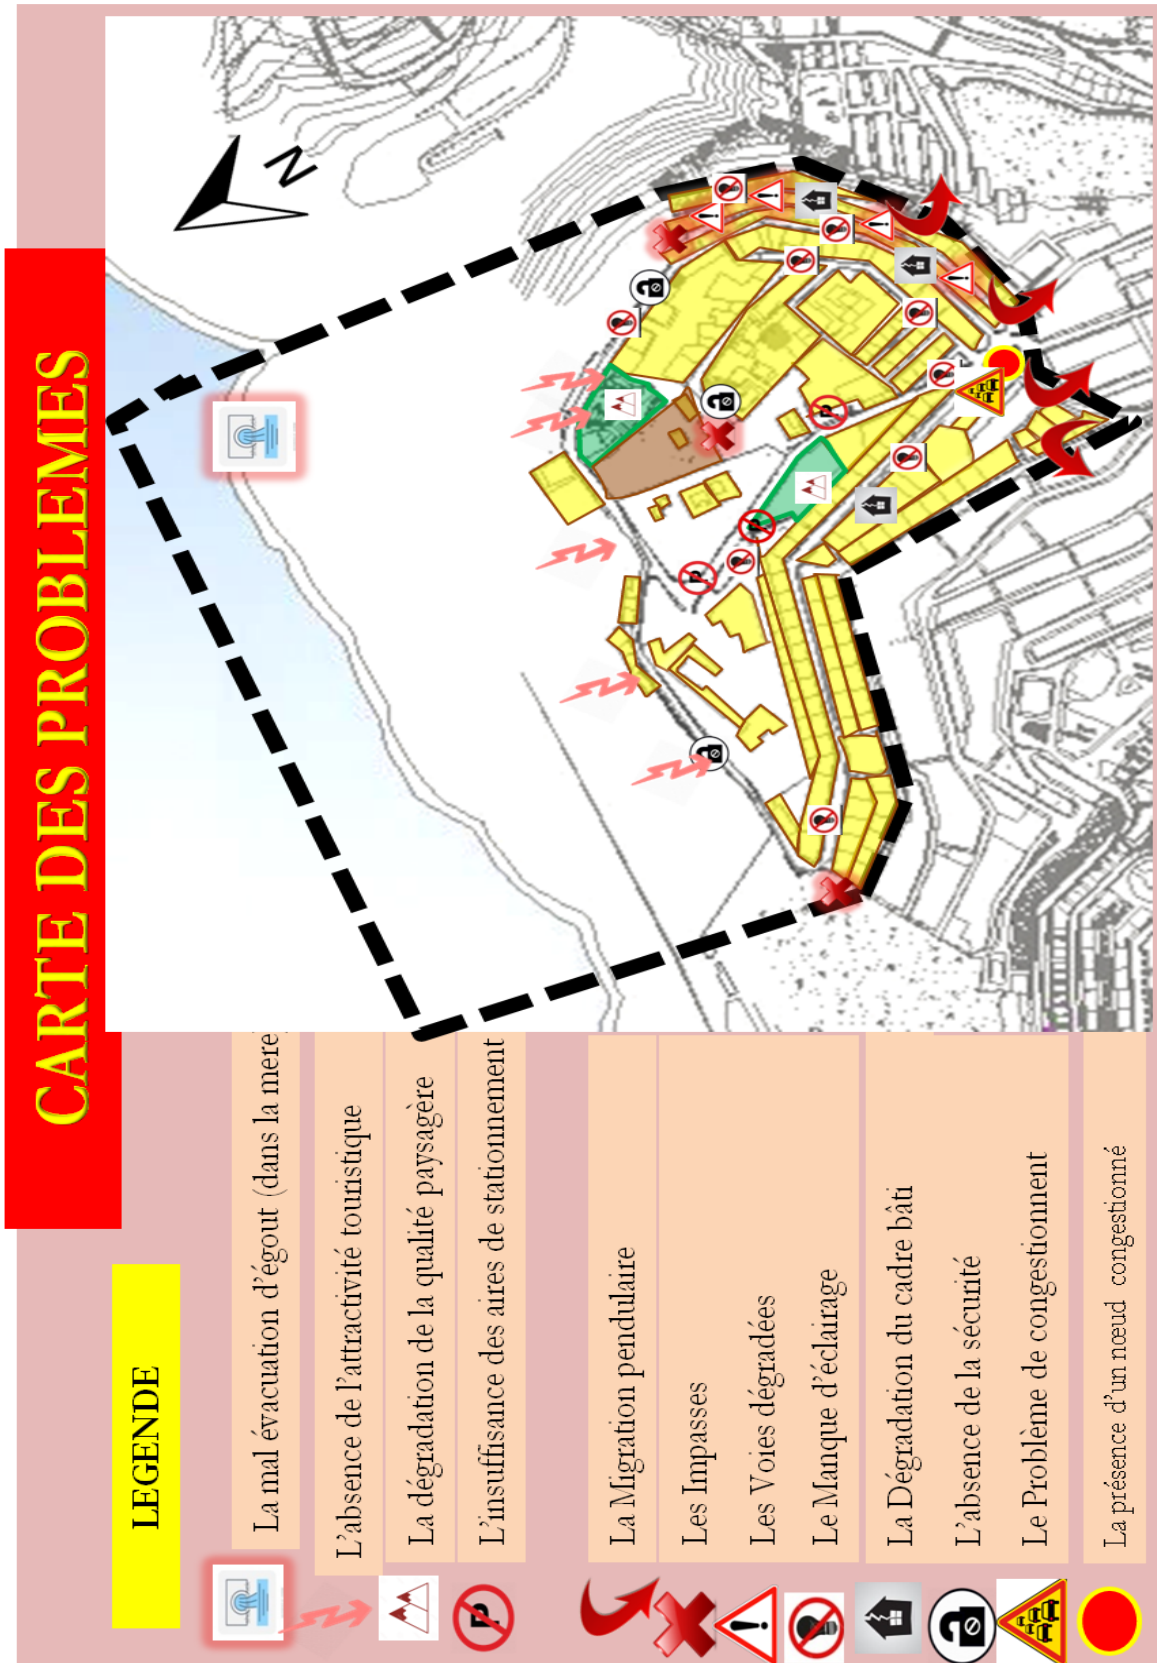 CARTE DES PROBLEMES
N
LEGENDE
La mal évacuation d'égout (dans la mere)
L'absence de l'attractivité touristique
La dégradation de la qualité paysagère
P L'insuffisance des aires de stationnement
La Migration pendulaire
Les Impasses
Les Voies dégradées
Le Manque d'éclairage
La Dégradation du cadre bâti
L'absence de la sécurité
Le Problème de congestionnent
La présence d'un nœud congestionné